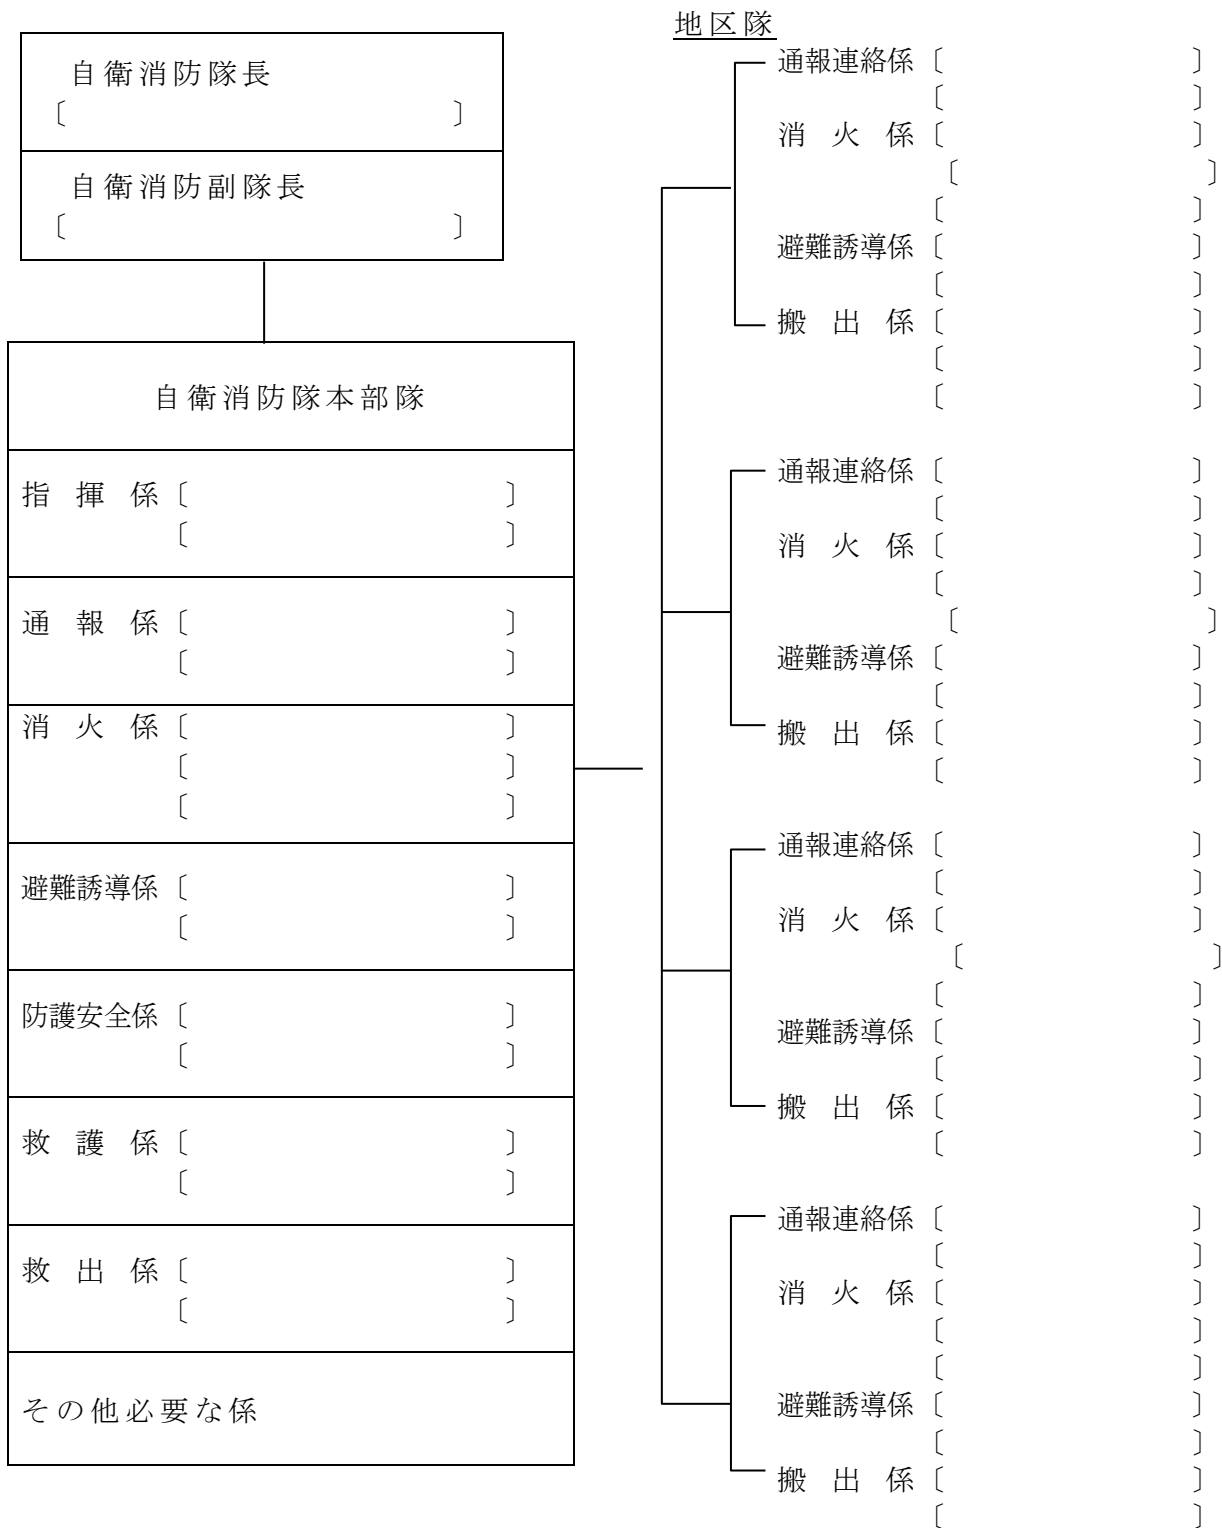 自衛消防隊長
〔 〕
自衛消防副隊長
〔 〕
自衛消防隊本部隊
指揮係〔 〕
〔 〕
通報係〔 〕
〔 〕
消火係〔 〕
〔 〕
〔 〕
避難誘導係〔 〕
〔 〕
防護安全係〔 〕
〔 〕
救護係〔 〕
〔 〕
救出係〔 〕
〔 〕
その他必要な係
地区隊
通報連絡係〔 〕
〔 〕
消火係〔 〕
〔 〕
〔 〕
避難誘導係〔 〕
〔 〕
搬出係〔 〕
〔 〕
〔 〕
通報連絡係〔 〕
〔 〕
消火係〔 〕
〔 〕
〔 〕
避難誘導係〔 〕
〔 〕
搬出係〔 〕
〔 〕
通報連絡係〔 〕
〔 〕
消火係〔 〕
〔 〕
〔 〕
避難誘導係〔 〕
〔 〕
搬出係〔 〕
〔 〕
通報連絡係〔 〕
〔 〕
消火係〔 〕
〔 〕
〔 〕
避難誘導係〔 〕
〔 〕
搬出係〔 〕
〔 〕